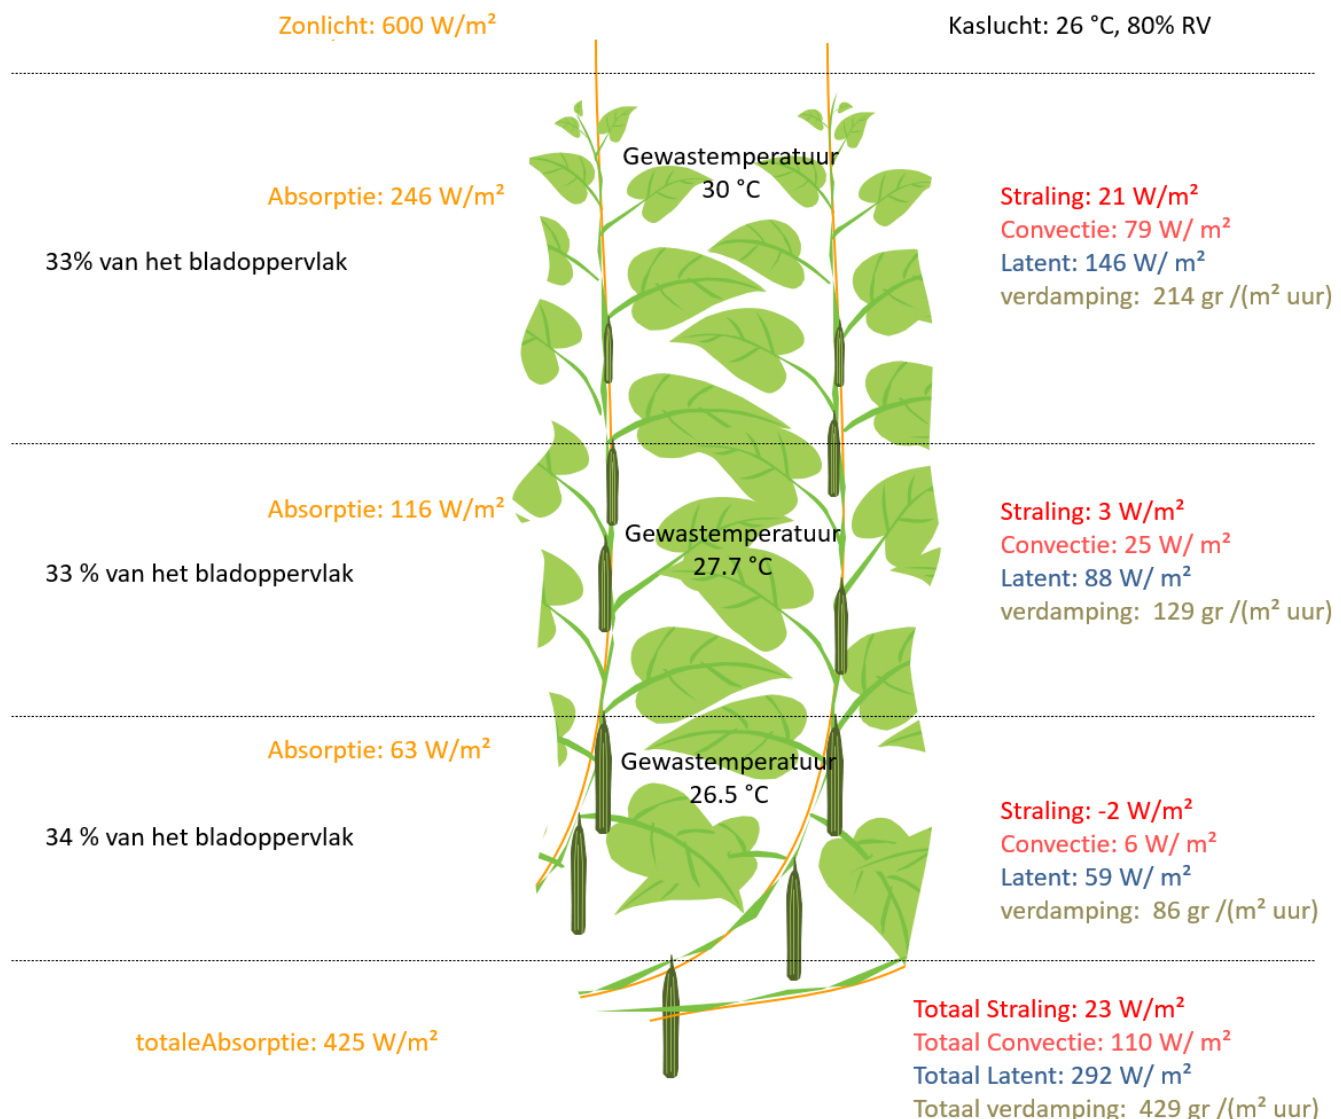 Zonlicht: 600 W/m²
Kaslucht: 26 °C, 80% RV
Gewastemperatuur
30 °C
Absorptie: 246 W/m²
33% van het bladoppervlak
Straling: 21 W/m²
Convectie: 79 W/ m²
Latent: 146 W/ m²
verdamping:  214 gr /(m² uur)
Absorptie: 116 W/m²
33 % van het bladoppervlak
Gewastemperatuur
27.7 °C
Straling: 3 W/m²
Convectie: 25 W/ m²
Latent: 88 W/ m²
verdamping:  129 gr /(m² uur)
Absorptie: 63 W/m²
34 % van het bladoppervlak
Gewastemperatuur
26.5 °C
Straling: -2 W/m²
Convectie: 6 W/ m²
Latent: 59 W/ m²
verdamping:  86 gr /(m² uur)
totaleAbsorptie: 425 W/m²
Totaal Straling: 23 W/m²
Totaal Convectie: 110 W/ m²
Totaal Latent: 292 W/ m²
Totaal verdamping:  429 gr /(m² uur)